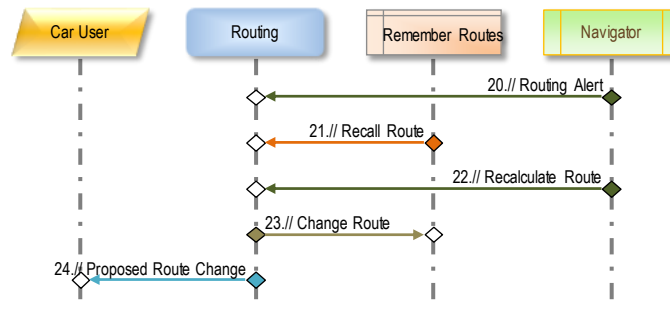 Car User
Routing
Remember Routes
Navigator
20.// Routing Alert
21.// Recall Route
22.// Recalculate Route
23.// Change Route
24.// Proposed Route Change